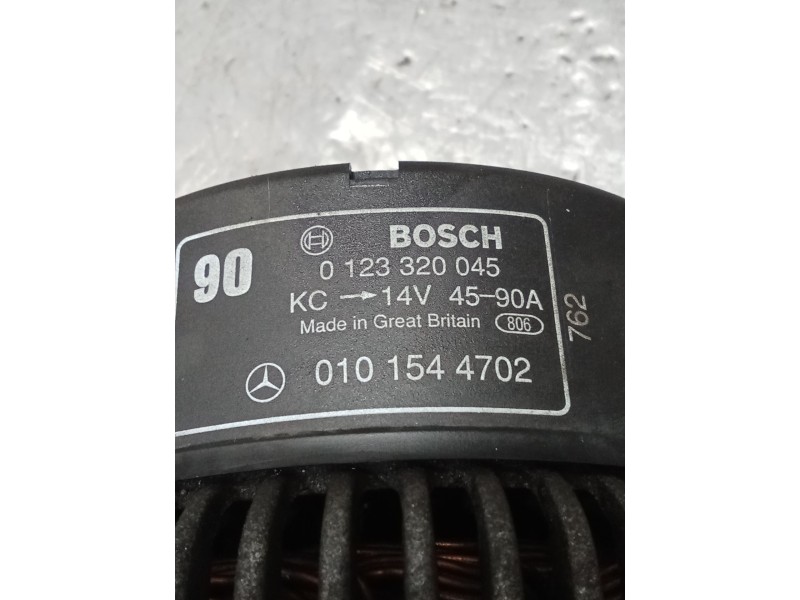 90
BOSCH
0 123 320 045
KC → 14V 45-90A
Made in Great Britain 806
010 154 4702
762